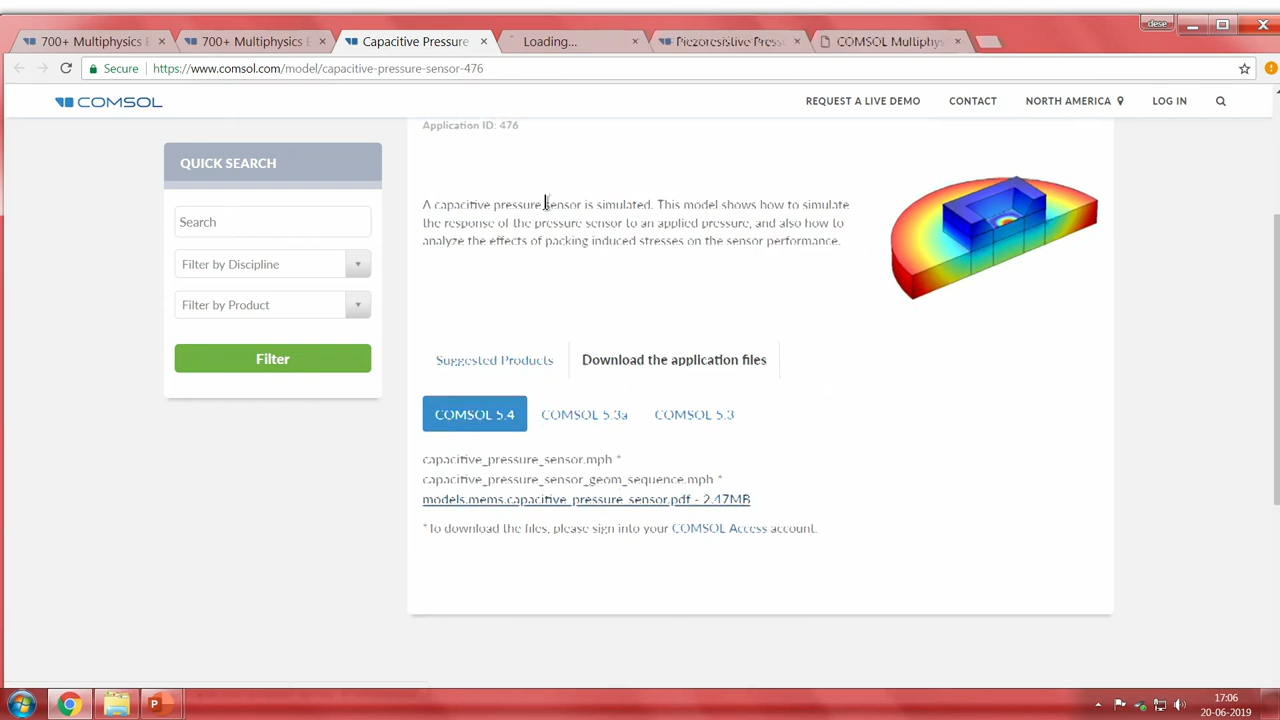 dese
700+ Multiphysics E
700+ Multiphysics E
Capacitive Pressure
Loading...
Piezoresistive Press
COMSOL Multiphys
Secure
https://www.comsol.com/model/capacitive-pressure-sensor-476
COMSOL
REQUEST A LIVE DEMO
CONTACT
NORTH AMERICA
LOG IN
Application ID: 476
QUICK SEARCH
Search
Filter by Discipline
Filter by Product
Filter
A capacitive pressure sensor is simulated. This model shows how to simulate
the response of the pressure sensor to an applied pressure, and also how to
analyze the effects of packing induced stresses on the sensor performance.
Suggested Products
Download the application files
COMSOL 5.4
COMSOL 5.3a
COMSOL 5.3
capacitive_pressure_sensor.mph *
capacitive_pressure_sensor_geom_sequence.mph *
models.mems.capacitive_pressure_sensor.pdf - 2.47MB
*To download the files, please sign into your COMSOL Access account.
17:06
20-06-2019